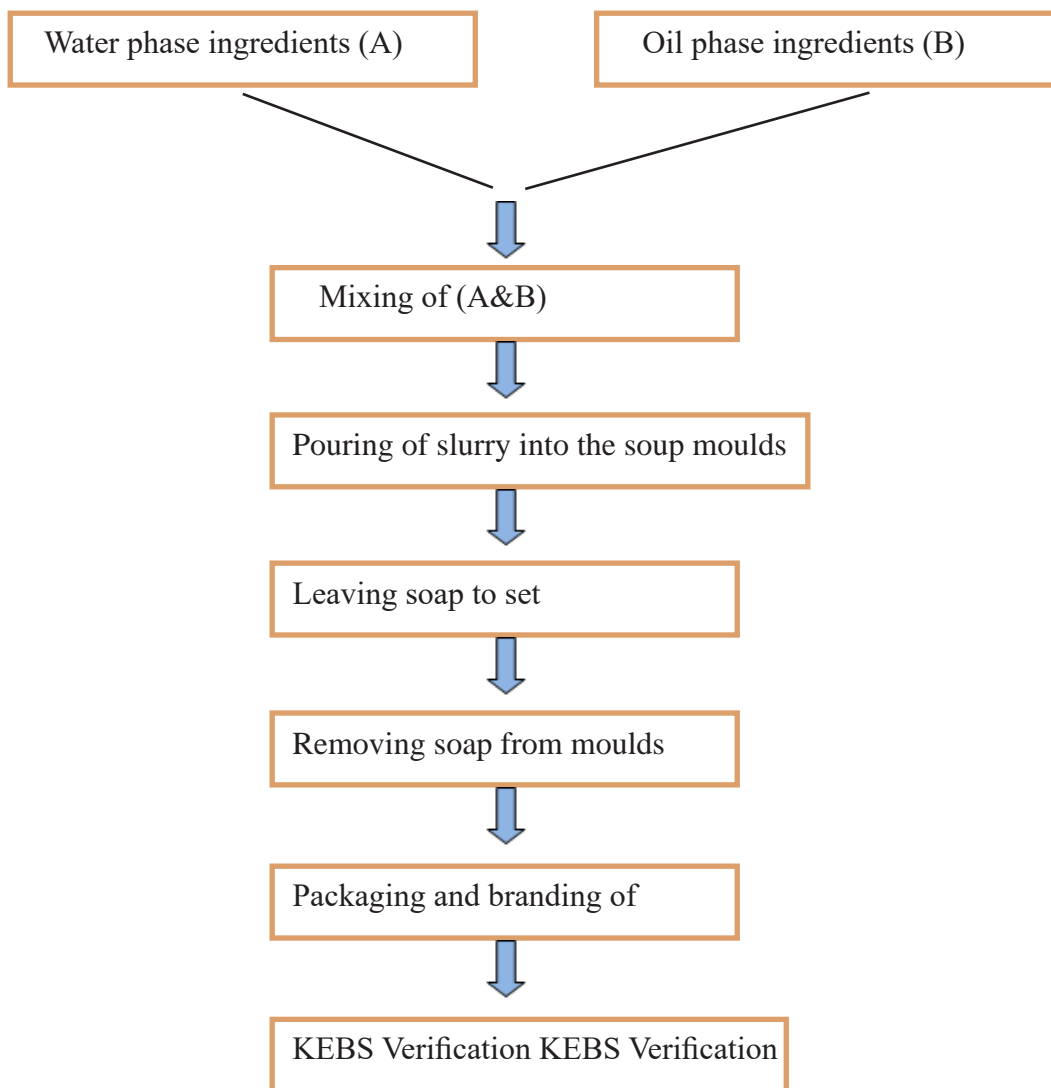 Water phase ingredients (A)
Oil phase ingredients (B)
Mixing of (A&B)
Pouring of slurry into the soup moulds
Leaving soap to set
Removing soap from moulds
Packaging and branding of
KEBS Verification KEBS Verification